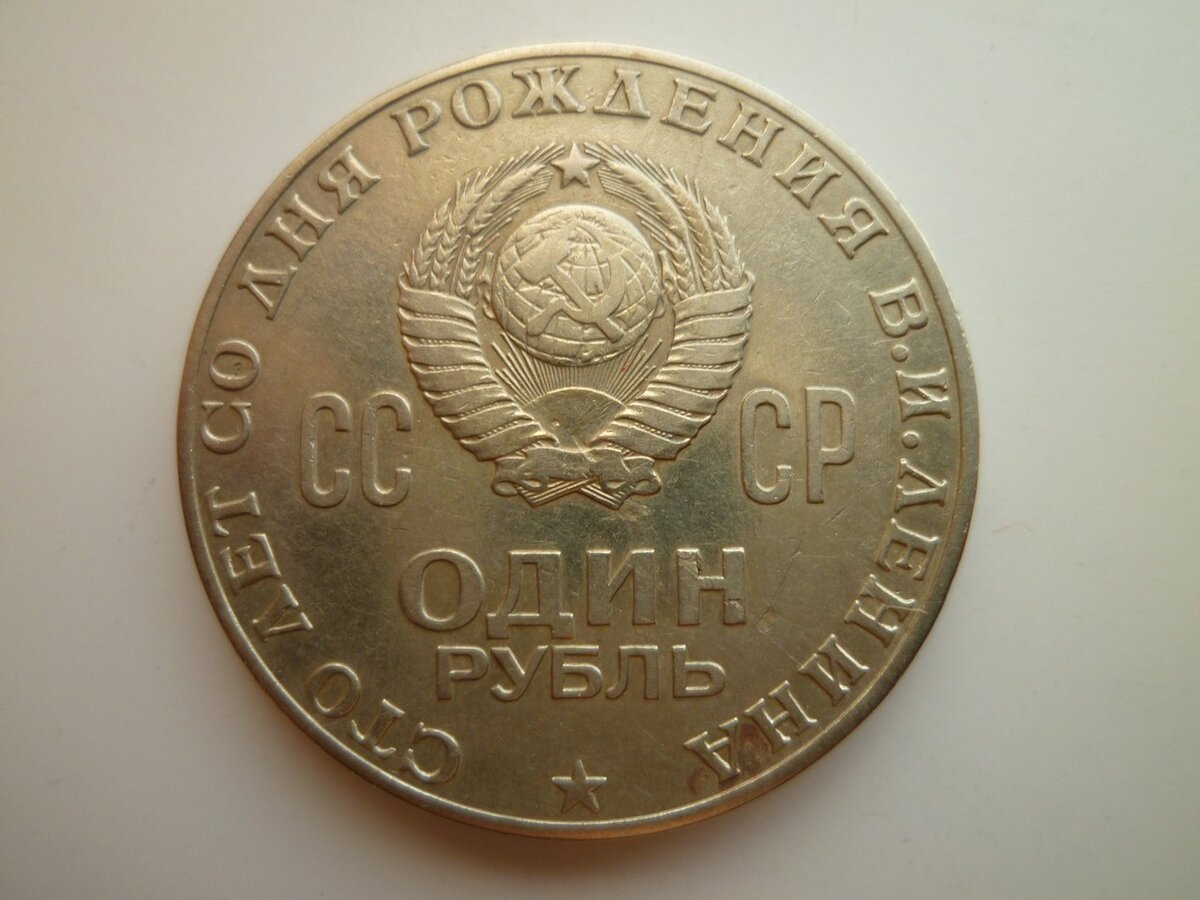 СТО ЛЕТ СО ДНЯ РОЖДЕНИЯ В.И.ЛЕНИНА
СС СР
ОДИН
РУБЛЬ